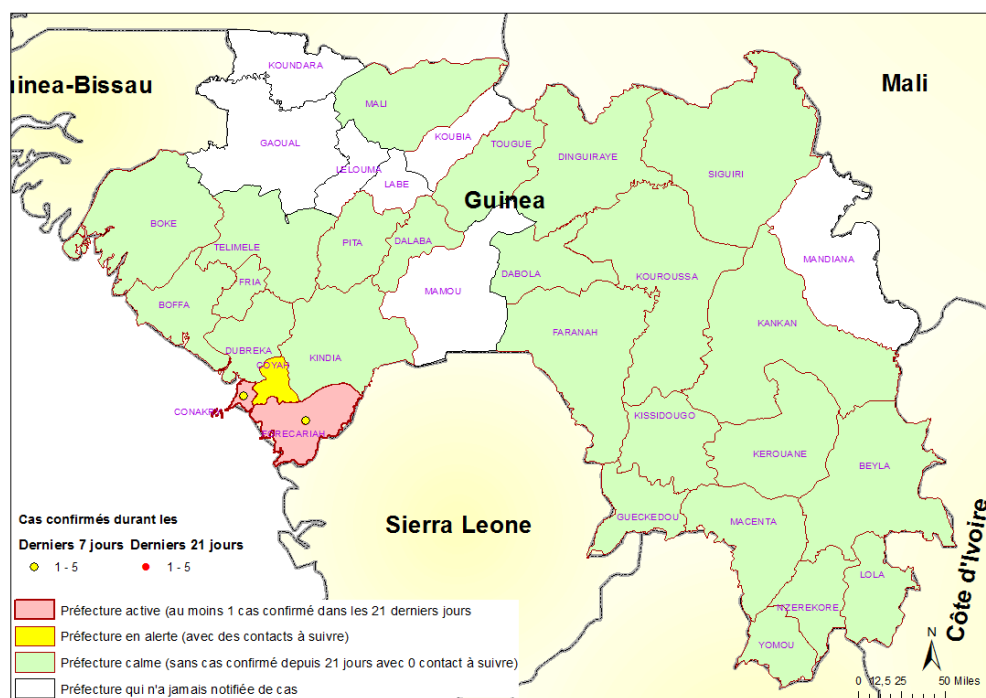 KOUNDARA
uinea-Bissau
Mali
MALI
GAOUAL
KOUBIA
TOUGUE
DINGUIRAYE
LELOUMA
SIGUIRI
LABE
Guinea
BOKE
TELIMELE
PITA
DALABA
MANDIANA
FRIA
DABOLA
KOUROUSSA
MAMOU
BOFFA
KANKAN
FARANAH
DUBREKA
KINDIA
COYAH
CONAKRY
KISSIDOUGO
FORECARIAH
KEROUANE
BEYLA
GUECKEDOU
MACENTA
Sierra Leone
Côte d'Ivoire
LOLA
N'ZEREKORE
YOMOU
Cas confirmés durant les
Derniers 7 jours Derniers 21 jours
1 - 5 1 - 5
Préfecture active (au moins 1 cas confirmé dans les 21 derniers jours
Préfecture en alerte (avec des contacts à suivre)
Préfecture calme (sans cas confirmé depuis 21 jours avec 0 contact à suivre)
Préfecture qui n'a jamais notifiée de cas
N
0 12,5 25 50 Miles